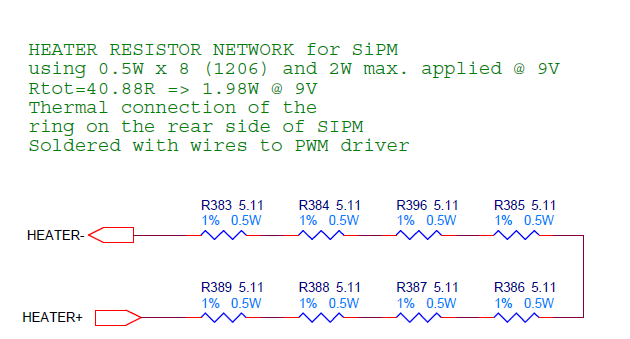 HEATER RESISTOR NETWORK for SiPM
using 0.5W x 8 (1206) and 2W max. applied @ 9V
Rtot=40.88R => 1.98W @ 9V
Thermal connection of the
ring on the rear side of SIPM
Soldered with wires to PWM driver
R383 5.11 R384 5.11 R396 5.11 R385 5.11
1% 0.5W 1% 0.5W 1% 0.5W 1% 0.5W
HEATER-
R389 5.11 R388 5.11 R387 5.11 R386 5.11
1% 0.5W 1% 0.5W 1% 0.5W 1% 0.5W
HEATER+